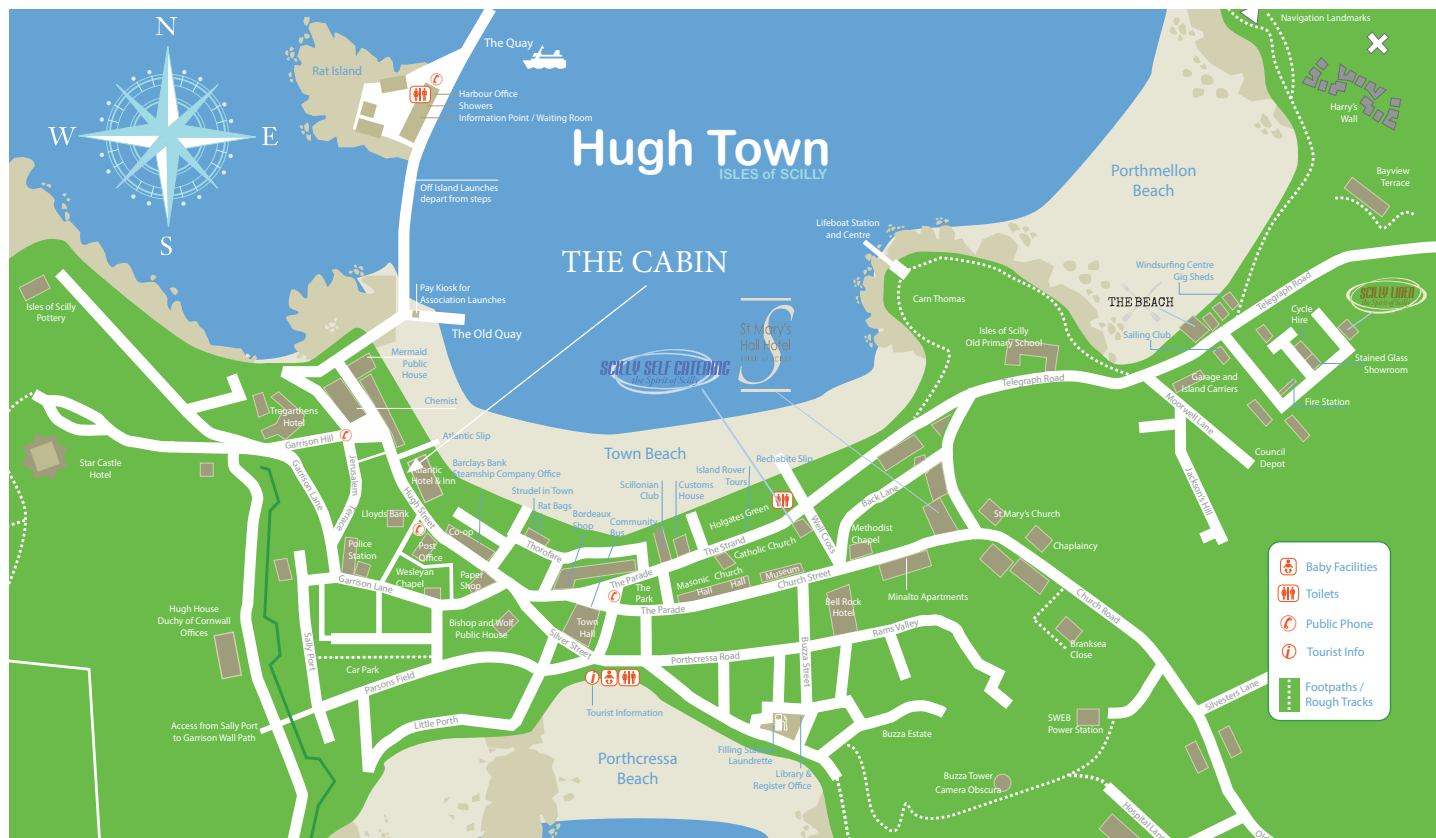 N
W
E
S
Rat Island
The Quay
Harbour Office
Showers
Information Point / Waiting Room
Hugh Town
ISLES of SCILLY
Off Island Launches
depart from steps
Navigation Landmarks
Harry's
Wall
Bayview
Terrace
Porthmellon
Beach
Lifeboat Station
and Centre
THE CABIN
Windsurfing Centre
Gig Sheds
THE BEACH
Sailing Club
Telegraph Road
SCILLY LINEN
the Spirit of Scilly
Cycle
Hire
Stained Glass
Showroom
Fire Station
Garage and
Island Carriers
Moorwell Lane
Council
Depot
Jackson's Hill
Carn Thomas
Isles of Scilly
Old Primary School
Telegraph Road
Isles of Scilly
Pottery
Pay Kiosk for
Association Launches
The Old Quay
Mermaid
Public
House
Chemist
Tregarthens
Hotel
Garrison Hill
Star Castle
Hotel
Garrison Lane
Jerusalem
Terrace
Atlantic Slip
Atlantic
Hotel & Inn
Hugh Street
Barclays Bank
Steamship Company Office
Strudel in Town
Rat Bags
Bordeaux
Shop
Community
Bus
SCILLY SELF CATERING
the Spirit of Scilly
St Mary's
Hall Hotel
Town Beach
Scillonian
Club
Customs
House
Island Rover
Tours
Rechabite Slip
Holgates Green
Lloyds Bank
Police
Station
Post
Office
Co-op
Wesleyan
Chapel
Paper
Shop
Thorofare
The Parade
The
Park
The Parade
The Strand
Catholic Church
Masonic
Hall
Church
Hall
Museum
Church Street
Well Cross
Back Lane
Methodist
Chapel
St.Mary's Church
Chaplaincy
Minalto Apartments
Bell Rock
Hotel
Rams Valley
Church Road
Branksea
Close
Garrison Lane
Hugh House
Duchy of Cornwall
Offices
Sally Port
Car Park
Parsons Field
Bishop and Wolf
Public House
Town
Hall
Silver Street
Porthcressa Road
Buzza Street
Little Porth
Access from Sally Port
to Garrison Wall Path
Tourist Information
Porthcressa
Beach
Filling Station
Laundrette
Library &
Register Office
Buzza Estate
Buzza Tower
Camera Obscura
SWEB
Power Station
Silvesters Lane
Hospital Lane
Baby Facilities
Toilets
Public Phone
Tourist Info
Footpaths /
Rough Tracks